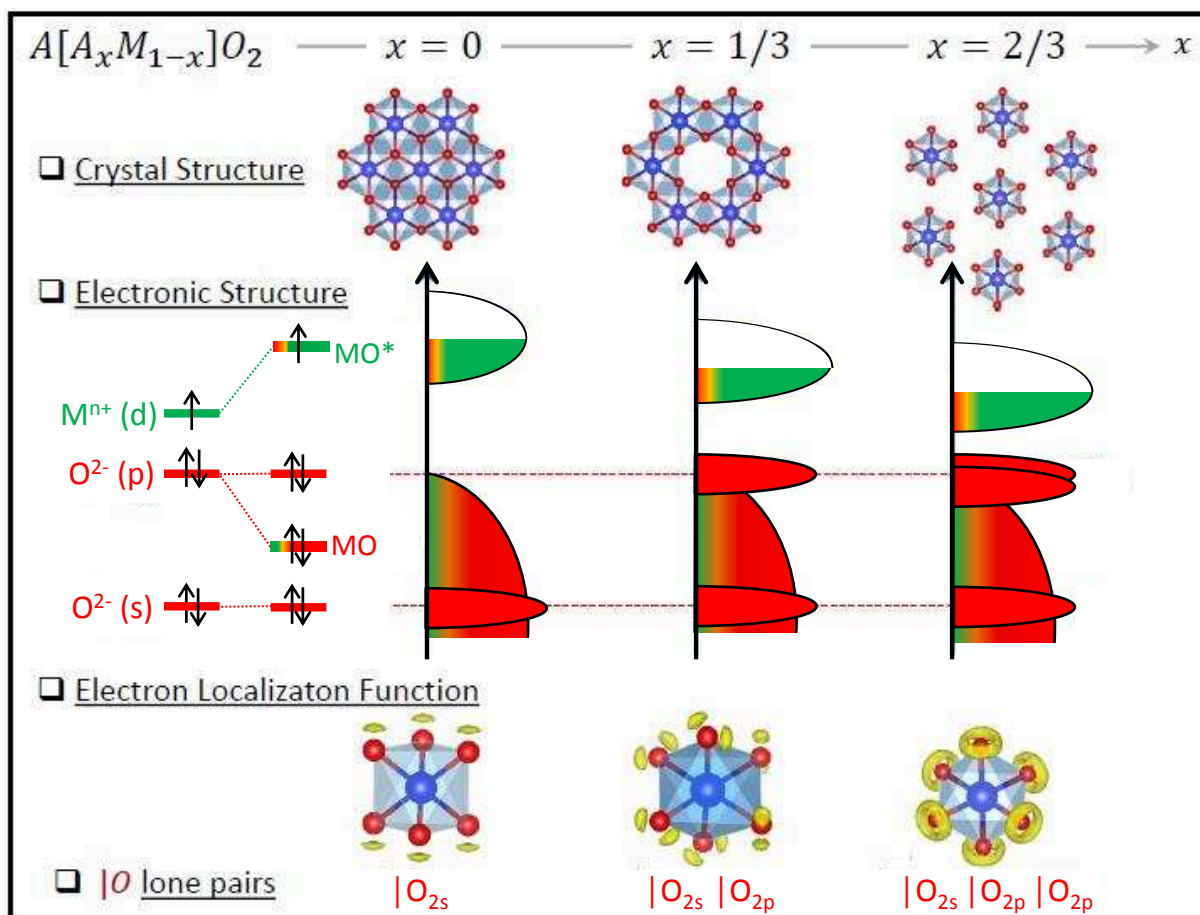 A[AₓM₁₋ₓ]O₂ x = 0 x = 1/3 x = 2/3 x
❑ Crystal Structure
❑ Electronic Structure
MO*
Mⁿ⁺ (d)
O²⁻ (p)
MO
O²⁻ (s)
❑ Electron Localizaton Function
❑ |O lone pairs
|O₂ₛ |O₂ₛ |O₂ₚ |O₂ₛ |O₂ₚ |O₂ₚ